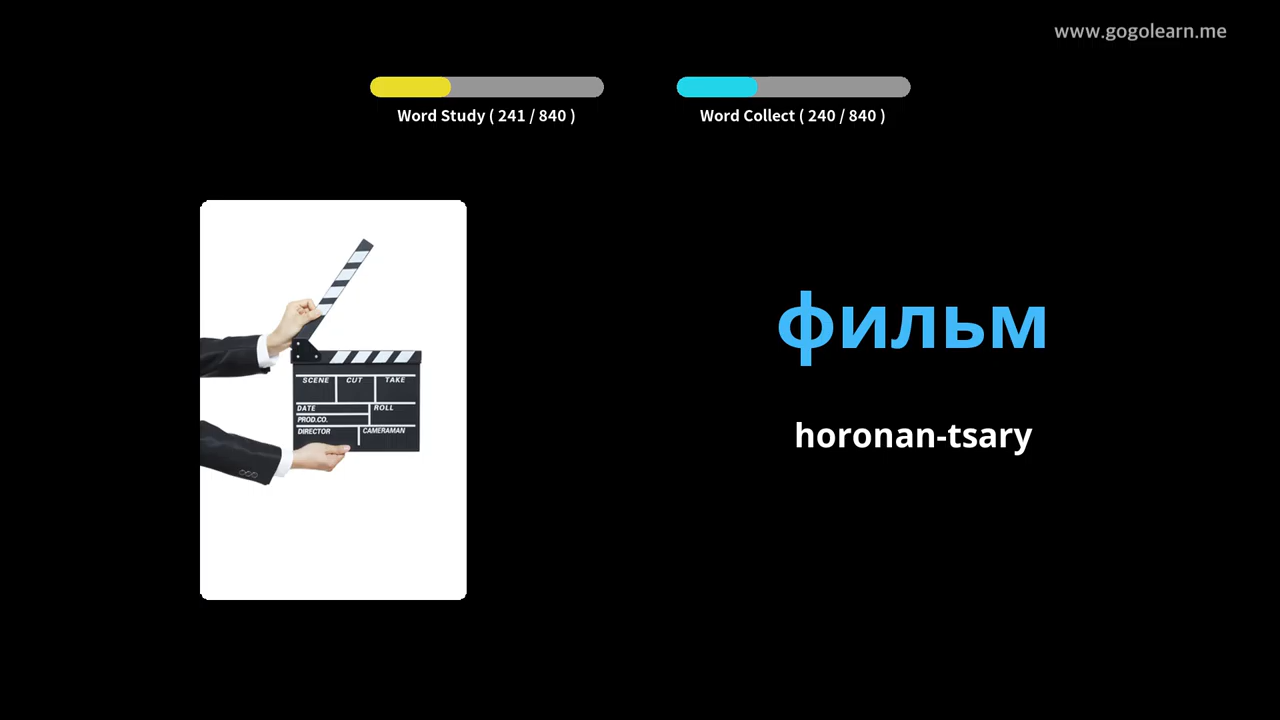 www.gogolearn.me
Word Study ( 241 / 840 )
Word Collect ( 240 / 840 )
фильм
horonan-tsary
SCENE CUT TAKE
DATE ROLL
PROD.CO.
DIRECTOR CAMERAMAN